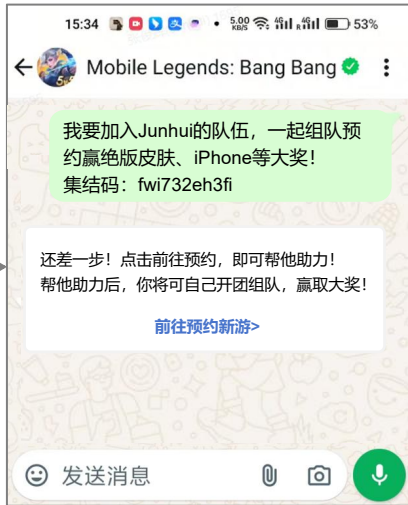 15:34 5.00 KB/S 4G 4G 53%
Mobile Legends: Bang Bang
我要加入Junhui的队伍，一起组队预
约赢绝版皮肤、iPhone等大奖！
集结码：fwi732eh3fi
还差一步！点击前往预约，即可帮他助力！
帮他助力后，你将可自己开团组队，赢取大奖！
前往预约新游>
发送消息